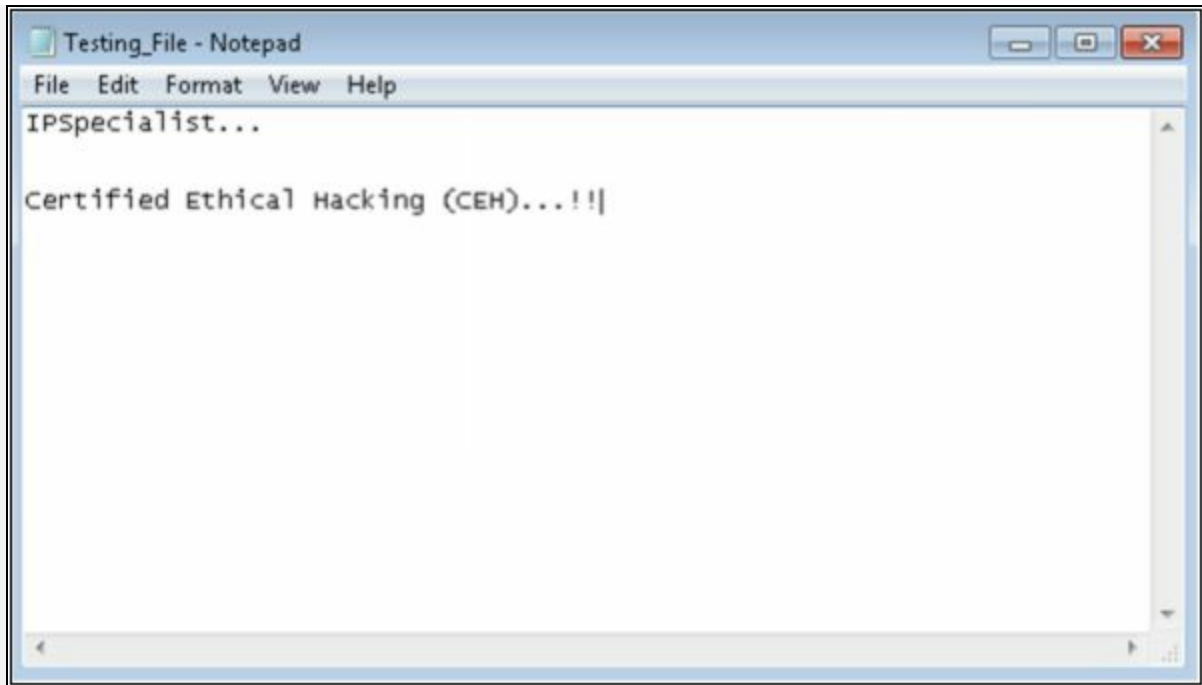 Testing_File - Notepad
File Edit Format View Help
IPSpecialist...
Certified Ethical Hacking (CEH)...!!